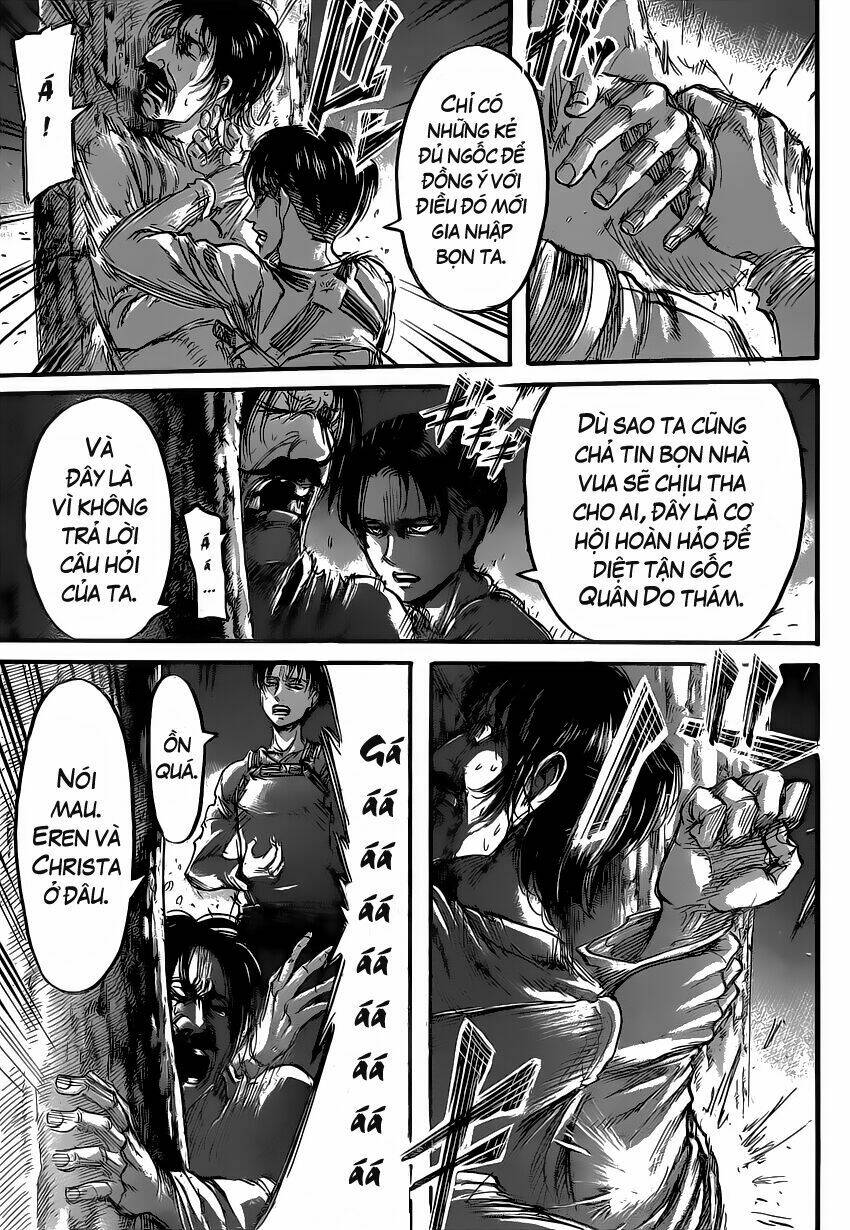 CHỈ CÓ
NHỮNG KẺ
ĐỦ NGỐC ĐỂ
ĐỒNG Ý VỚI
ĐIỀU ĐÓ MỚI
GIA NHẬP
BỌN TA.
Á!
DÙ SAO TA CŨNG
CHẢ TIN BỌN NHÀ
VUA SẼ CHỊU THA
CHO AI, ĐÂY LÀ CƠ
HỘI HOÀN HẢO ĐỂ
DIỆT TẬN GỐC
QUÂN DO THÁM.
Á
Á...
VÀ
ĐÂY LÀ
VÌ KHÔNG
TRẢ LỜI
CÂU HỎI
CỦA TA.
GÁ
ÁÁ
ÁÁ
ÁÁ
ÁÁ
ÁÁ
ÁÁ
ÁÁ
ÁÁ
ỒN
QUÁ.
NÓI
MAU.
EREN VÀ
CHRISTA
Ở ĐÂU.